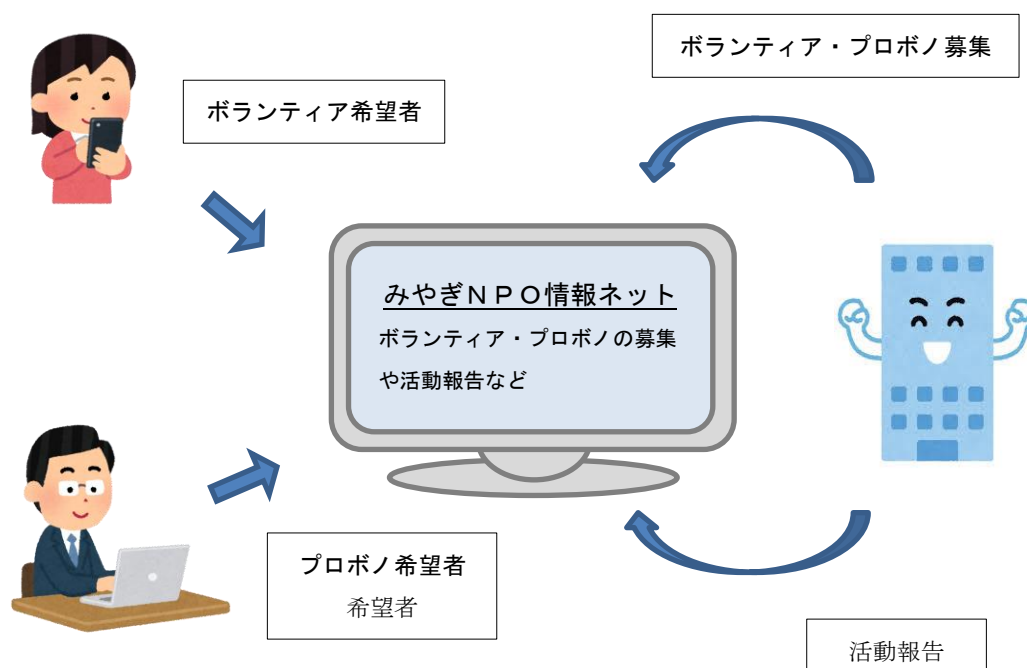 ボランティア・プロボノ募集
ボランティア希望者
みやぎＮＰＯ情報ネット
ボランティア・プロボノの募集
や活動報告など
プロボノ希望者
希望者
活動報告